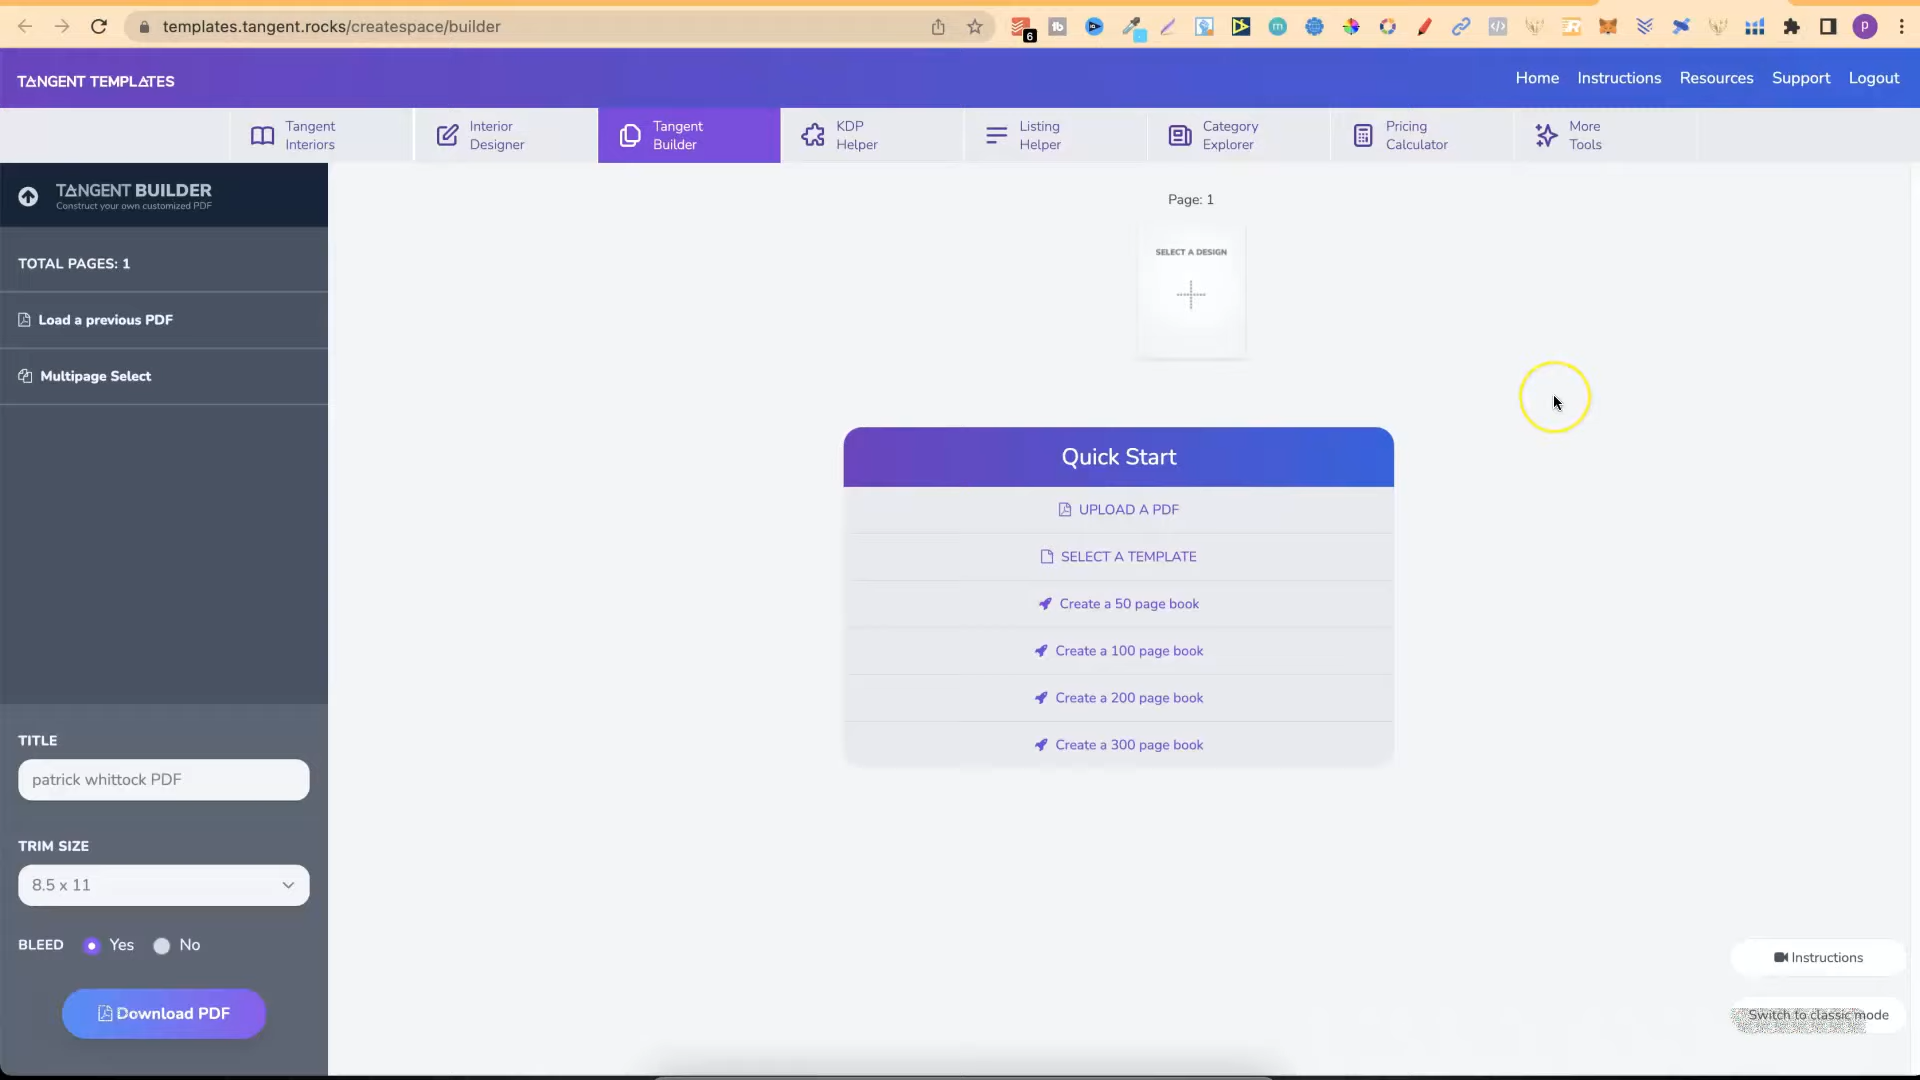 templates.tangent.rocks/createspace/builder
6
tb
m
p
TANGENT TEMPLATES
Home Instructions Resources Support Logout
Tangent Interiors
Interior Designer
Tangent Builder
KDP Helper
Listing Helper
Category Explorer
Pricing Calculator
More Tools
TANGENT BUILDER
Construct your own customized PDF
TOTAL PAGES: 1
Load a previous PDF
Multipage Select
Page: 1
SELECT A DESIGN
Quick Start
UPLOAD A PDF
SELECT A TEMPLATE
Create a 50 page book
Create a 100 page book
Create a 200 page book
Create a 300 page book
TITLE
patrick whittock PDF
TRIM SIZE
8.5 x 11
BLEED Yes No
Download PDF
Instructions
Switch to classic mode